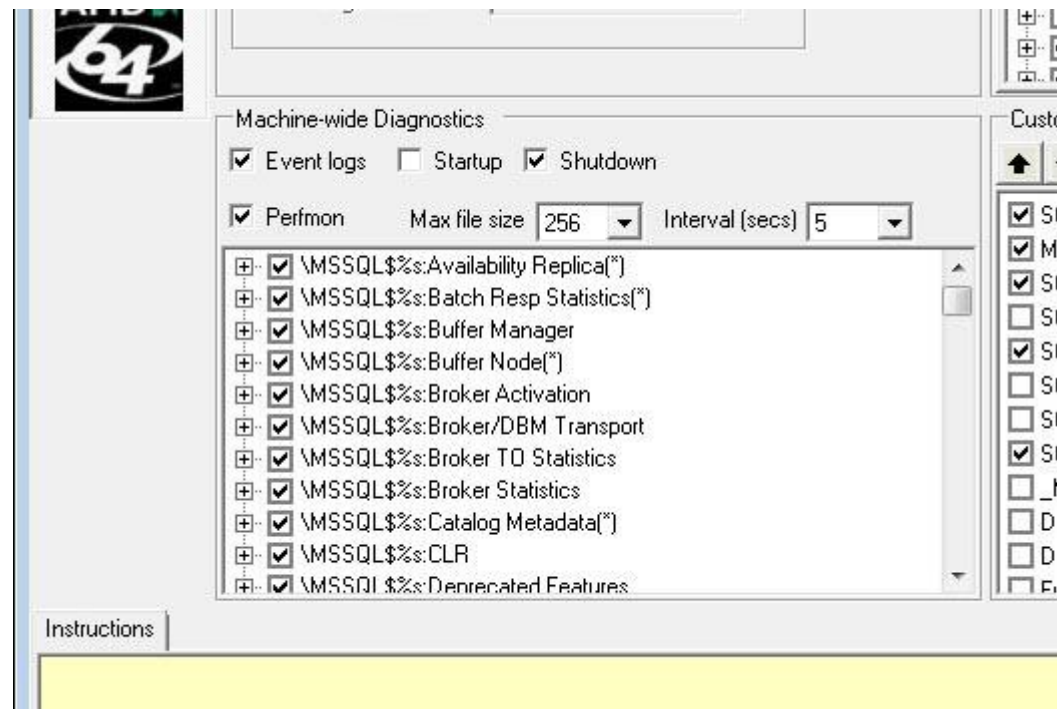 64
Machine-wide Diagnostics
Event logs Startup Shutdown
Perfmon Max file size 256 Interval (secs) 5
\MSSQL$%s:Availability Replica(*)
\MSSQL$%s:Batch Resp Statistics(*)
\MSSQL$%s:Buffer Manager
\MSSQL$%s:Buffer Node(*)
\MSSQL$%s:Broker Activation
\MSSQL$%s:Broker/DBM Transport
\MSSQL$%s:Broker TO Statistics
\MSSQL$%s:Broker Statistics
\MSSQL$%s:Catalog Metadata(*)
\MSSQL$%s:CLR
\MSSQL$%s:Deprecated Features
Instructions